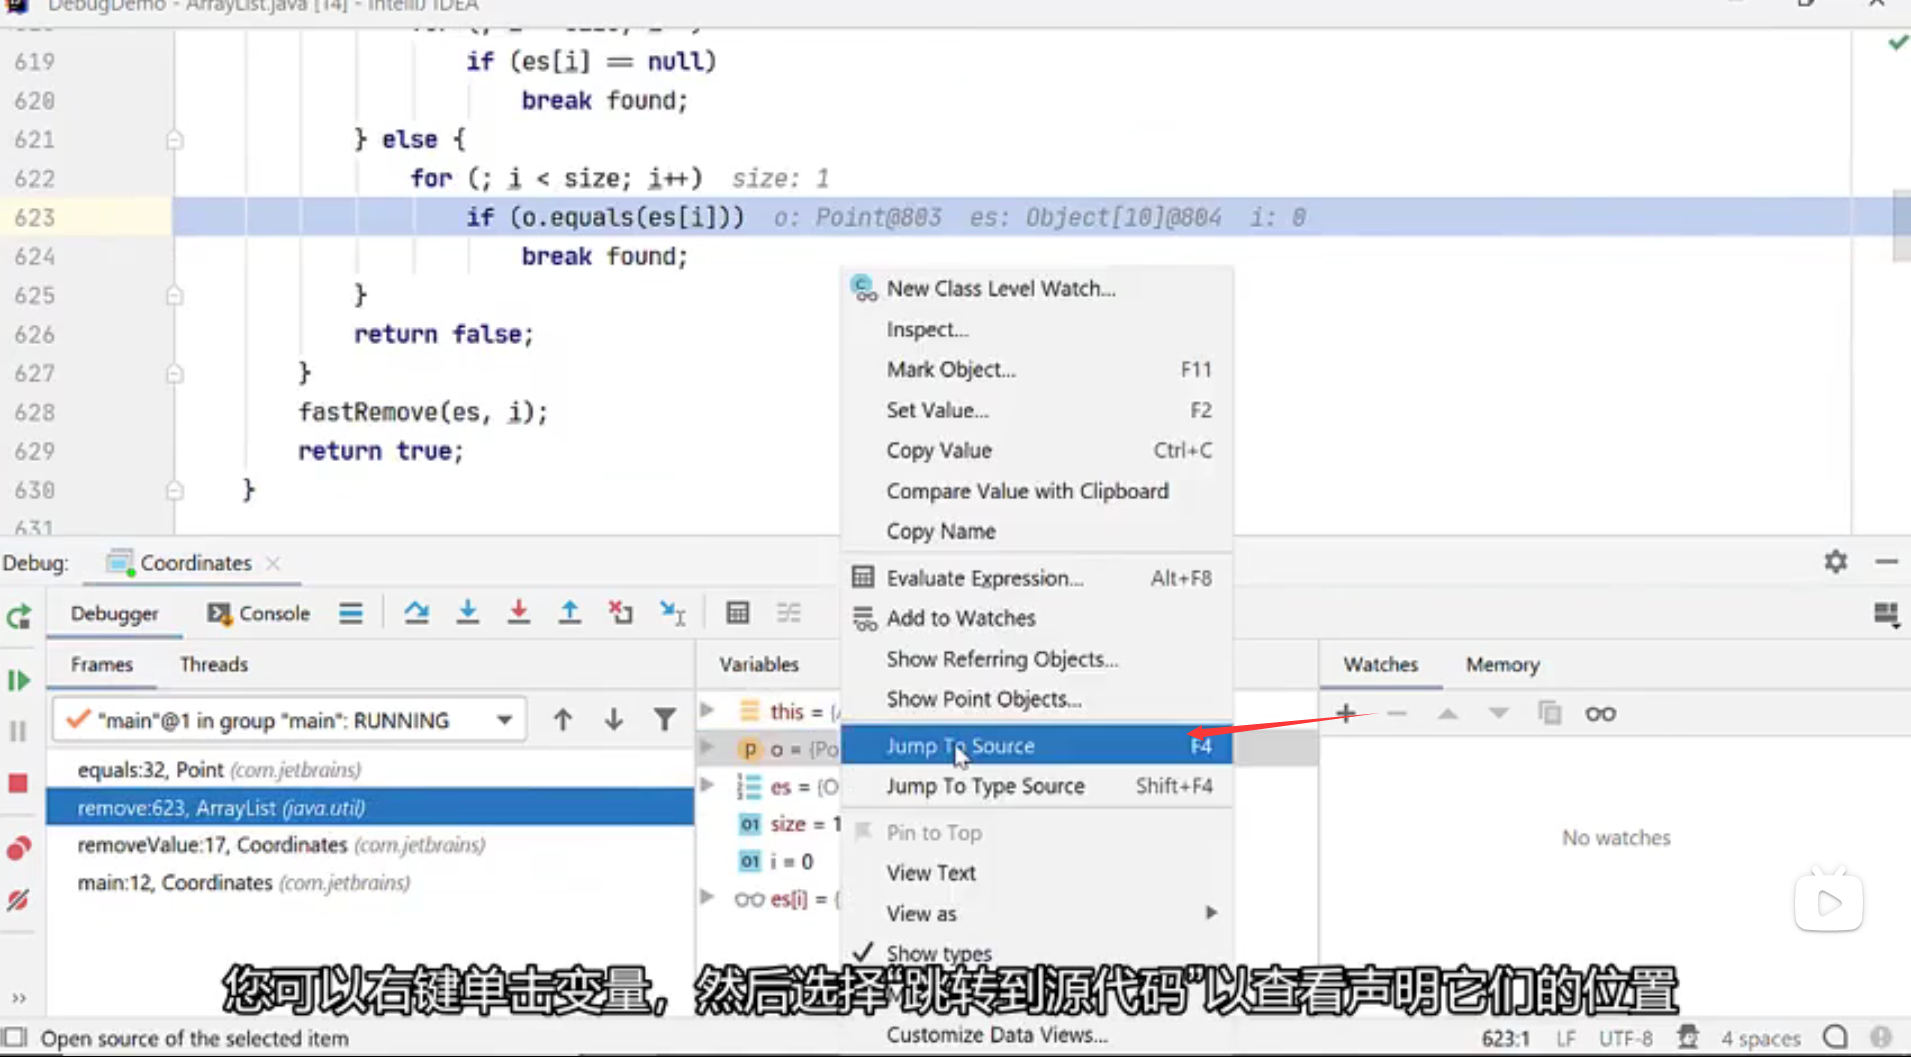 DebugDemo - ArrayList.java [14] - IntelliJ IDEA
619 if (es[i] == null)
620 break found;
621 } else {
622 for (; i < size; i++) size: 1
623 if (o.equals(es[i])) o: Point@803 es: Object[10]@804 i: 0
624 break found;
625 }
626 return false;
627 }
628 fastRemove(es, i);
629 return true;
630 }
631
New Class Level Watch...
Inspect...
Mark Object... F11
Set Value... F2
Copy Value Ctrl+C
Compare Value with Clipboard
Copy Name
Evaluate Expression... Alt+F8
Add to Watches
Show Referring Objects...
Show Point Objects...
Jump To Source F4
Jump To Type Source Shift+F4
Pin to Top
View Text
View as
Show types
Customize Data Views...
Debug: Coordinates
Debugger Console
Frames Threads
Variables
Watches Memory
"main"@1 in group "main": RUNNING
equals:32, Point (com.jetbrains)
remove:623, ArrayList (java.util)
removeValue:17, Coordinates (com.jetbrains)
main:12, Coordinates (com.jetbrains)
this = {
p o = {Po
es = {O
01 size = 1
01 i = 0
es[i] = {
No watches
您可以右键单击变量，然后选择“跳转到源代码”以查看声明它们的位置
Open source of the selected item
623:1 LF UTF-8 4 spaces